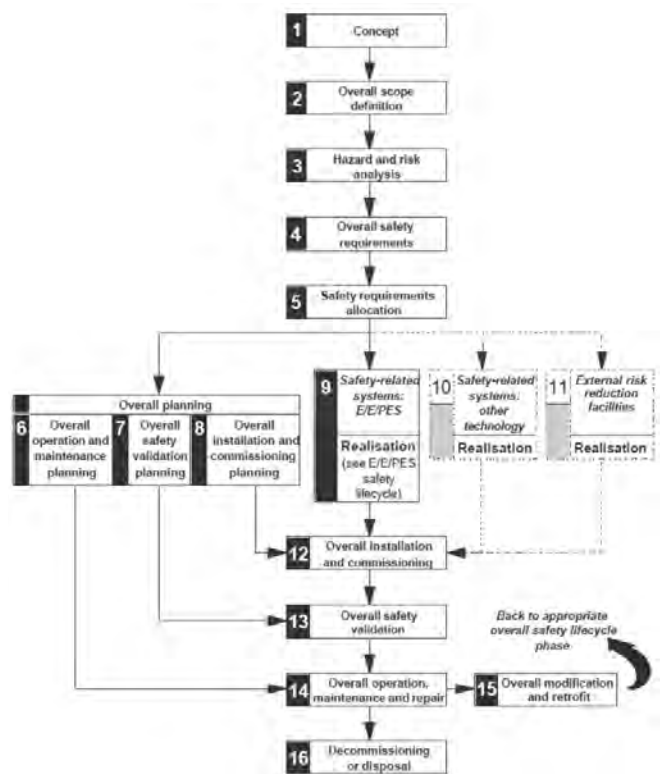 1
Concept
2
Overall scope
definition
3
Hazard and risk
analysis
4
Overall safety
requirements
5
Safety requirements
allocation
Overall planning
6
Overall
operation and
maintenance
planning
7
Overall
safety
validation
planning
8
Overall
installation and
commissioning
planning
9
Safety-related
systems:
E/E/PES
Realisation
(see E/E/PES
safety
lifecycle)
10
Safety-related
systems:
other
technology
Realisation
11
External risk
reduction
facilities
Realisation
12
Overall installation
and commissioning
13
Overall safety
validation
Back to appropriate
overall safety lifecycle
phase
14
Overall operation,
maintenance and repair
15
Overall modification
and retrofit
16
Decommissioning
or disposal